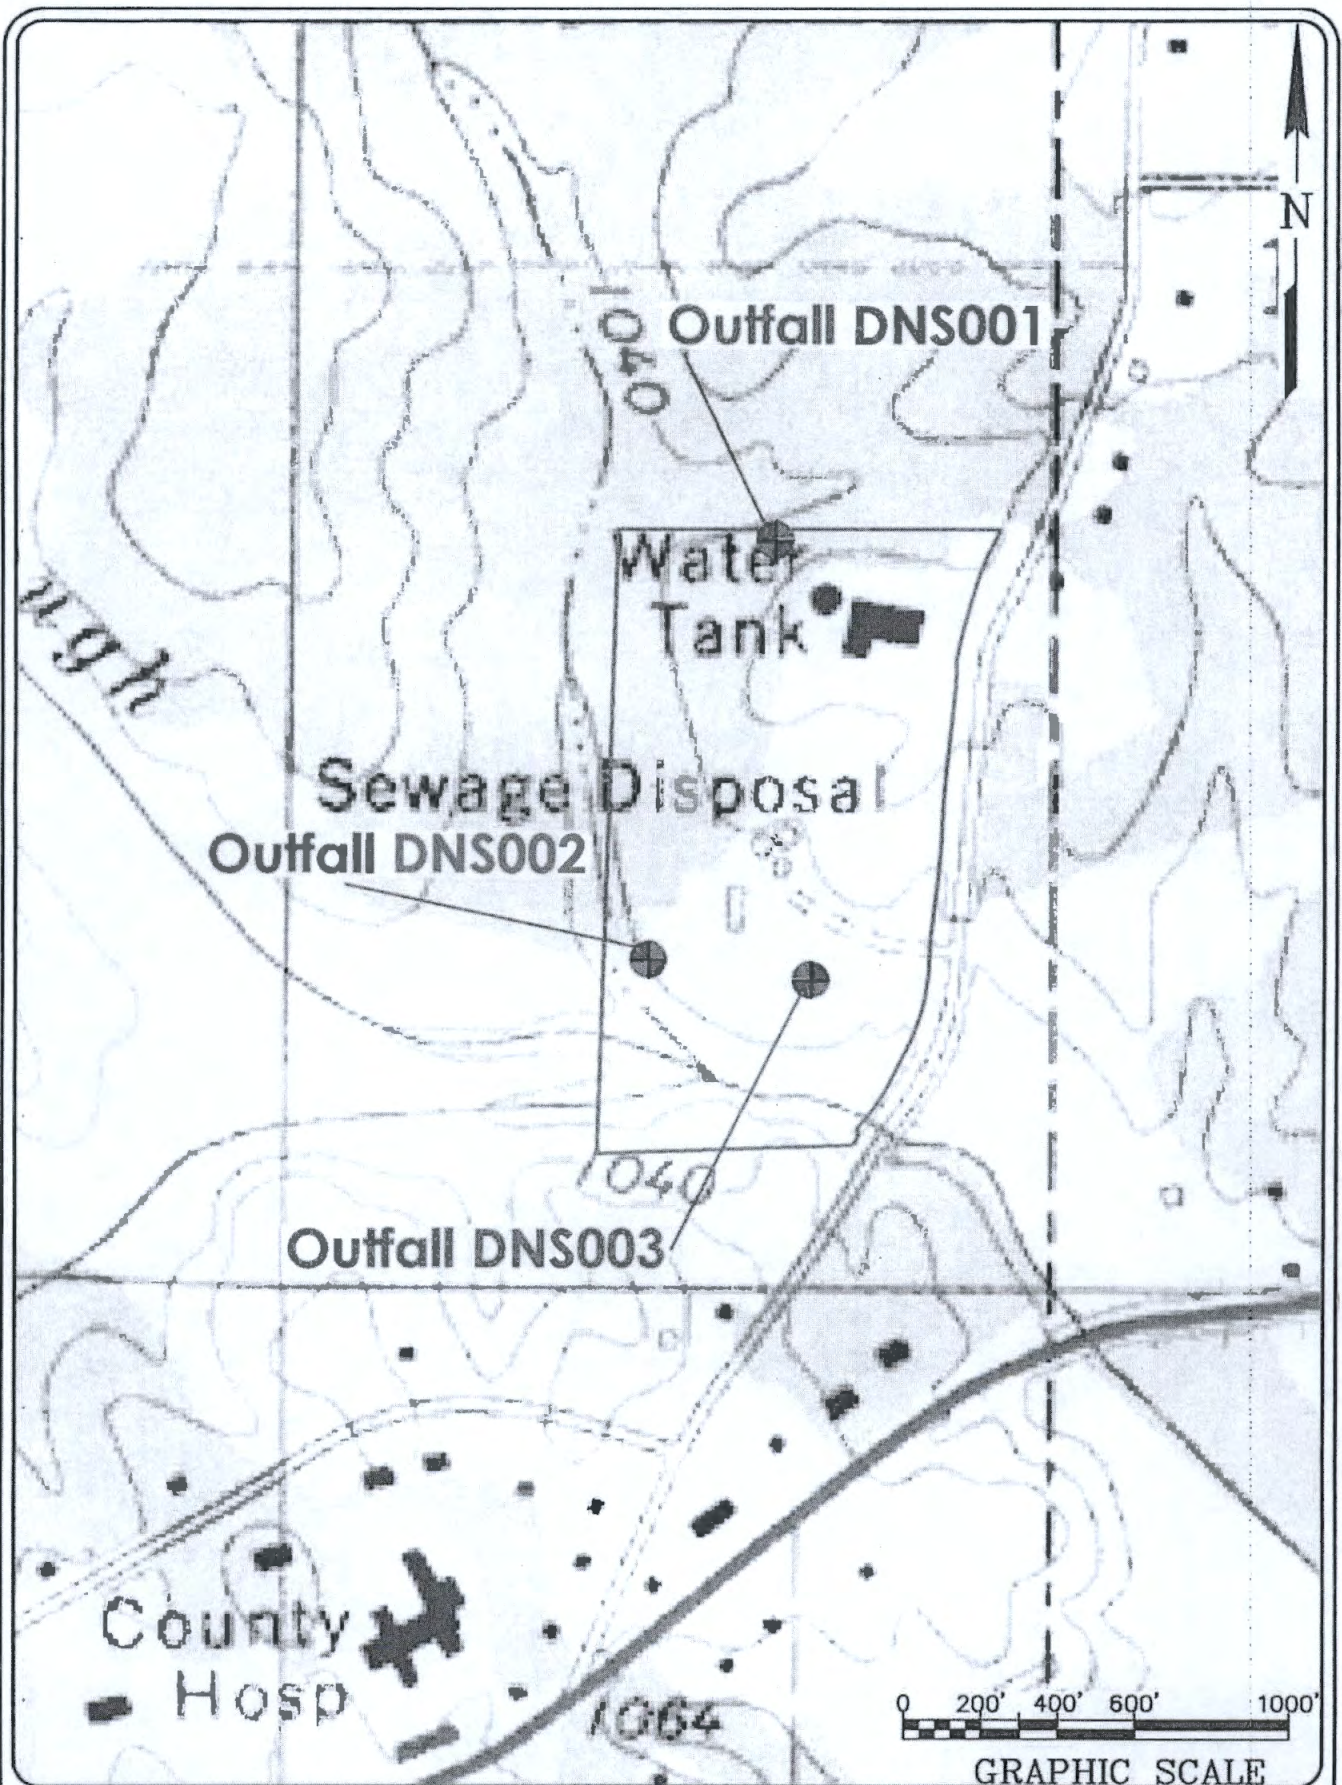 N
1040
Outfall DNS001
Water
Tank
ugh
Sewage Disposal
Outfall DNS002
040
Outfall DNS003
County
Hosp
1064
0 200' 400' 600' 1000'
GRAPHIC SCALE